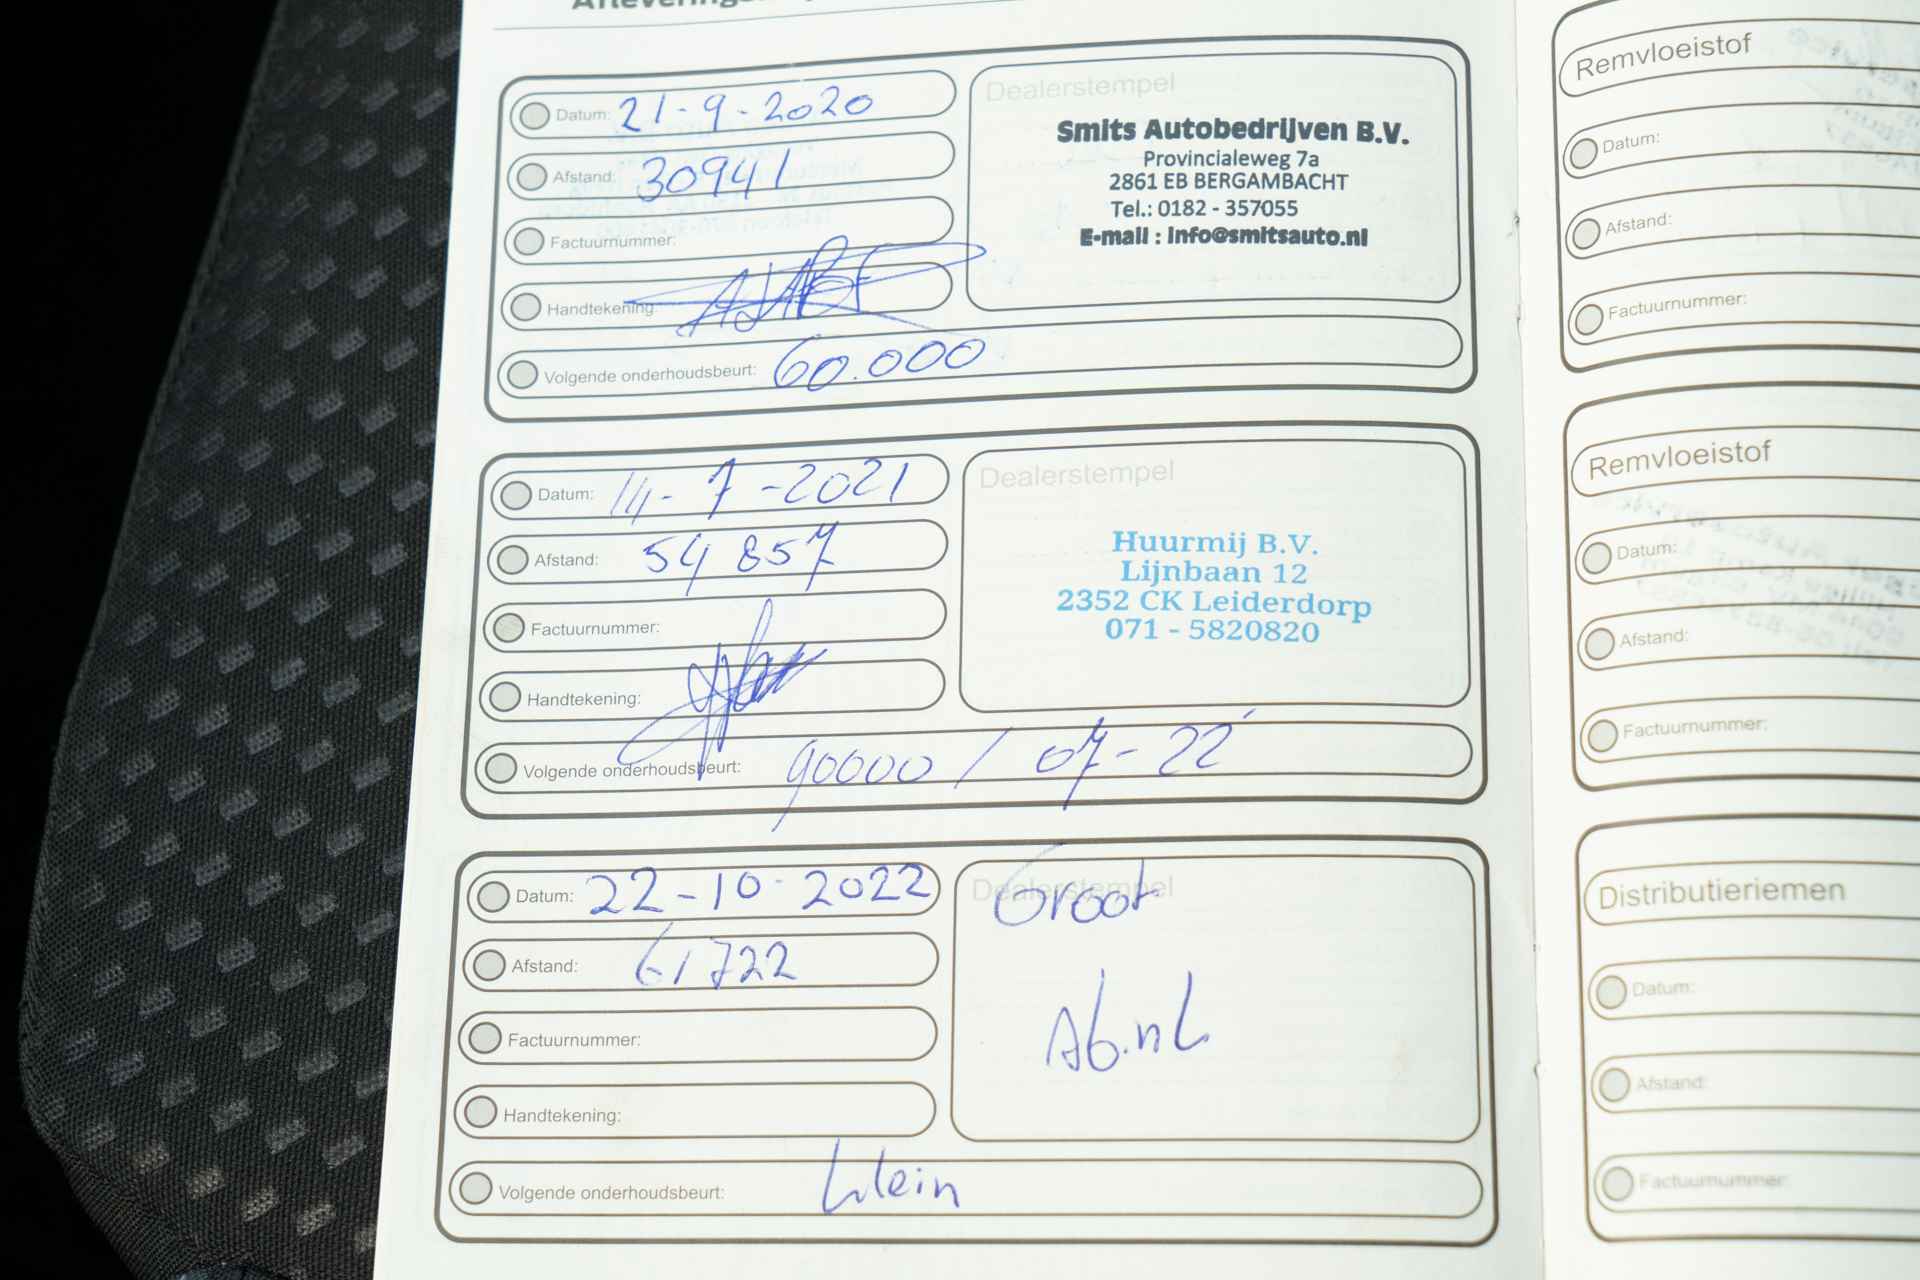 Datum: 21-9-2020
Afstand: 30941
Factuurnummer:
Handtekening:
Volgende onderhoudsbeurt: 60.000
Dealerstempel
Smits Autobedrijven B.V.
Provincialeweg 7a
2861 EB BERGAMBACHT
Tel.: 0182 - 357055
E-mail : info@smitsauto.nl
Datum: 14-7-2021
Afstand: 54 857
Factuurnummer:
Handtekening:
Volgende onderhoudsbeurt: 90000 / 07-22
Dealerstempel
Huurmij B.V.
Lijnbaan 12
2352 CK Leiderdorp
071 - 5820820
Datum: 22-10-2022
Afstand: 61722
Factuurnummer:
Handtekening:
Volgende onderhoudsbeurt: klein
Dealerstempel
Groot
Ab.nl
Remvloeistof
Datum:
Afstand:
Factuurnummer:
Remvloeistof
Datum:
Afstand:
Factuurnummer:
Distributieriemen
Datum:
Afstand:
Factuurnummer: